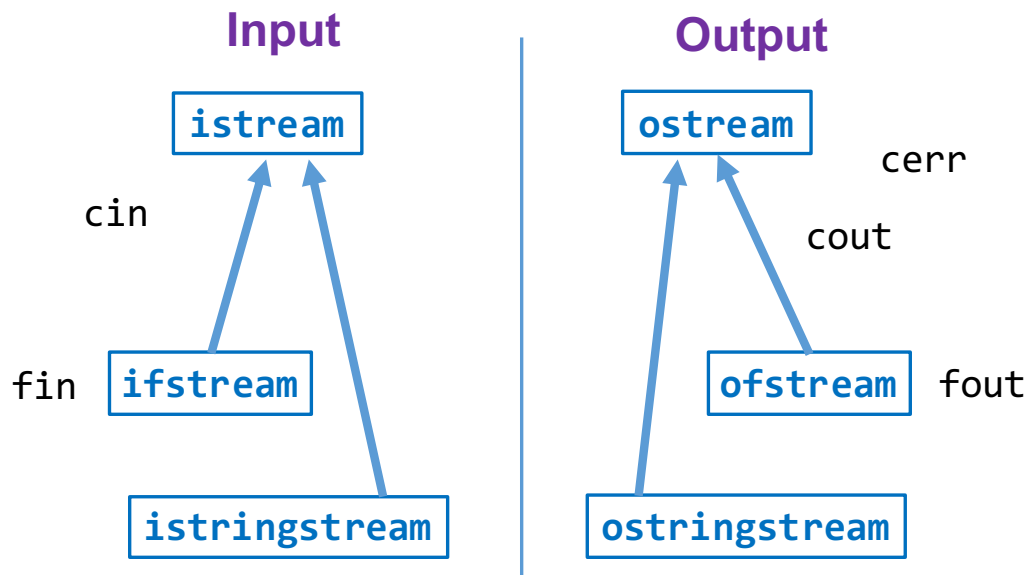 Input
istream
cin
fin
ifstream
istringstream
Output
ostream
cerr
cout
ofstream
fout
ostringstream